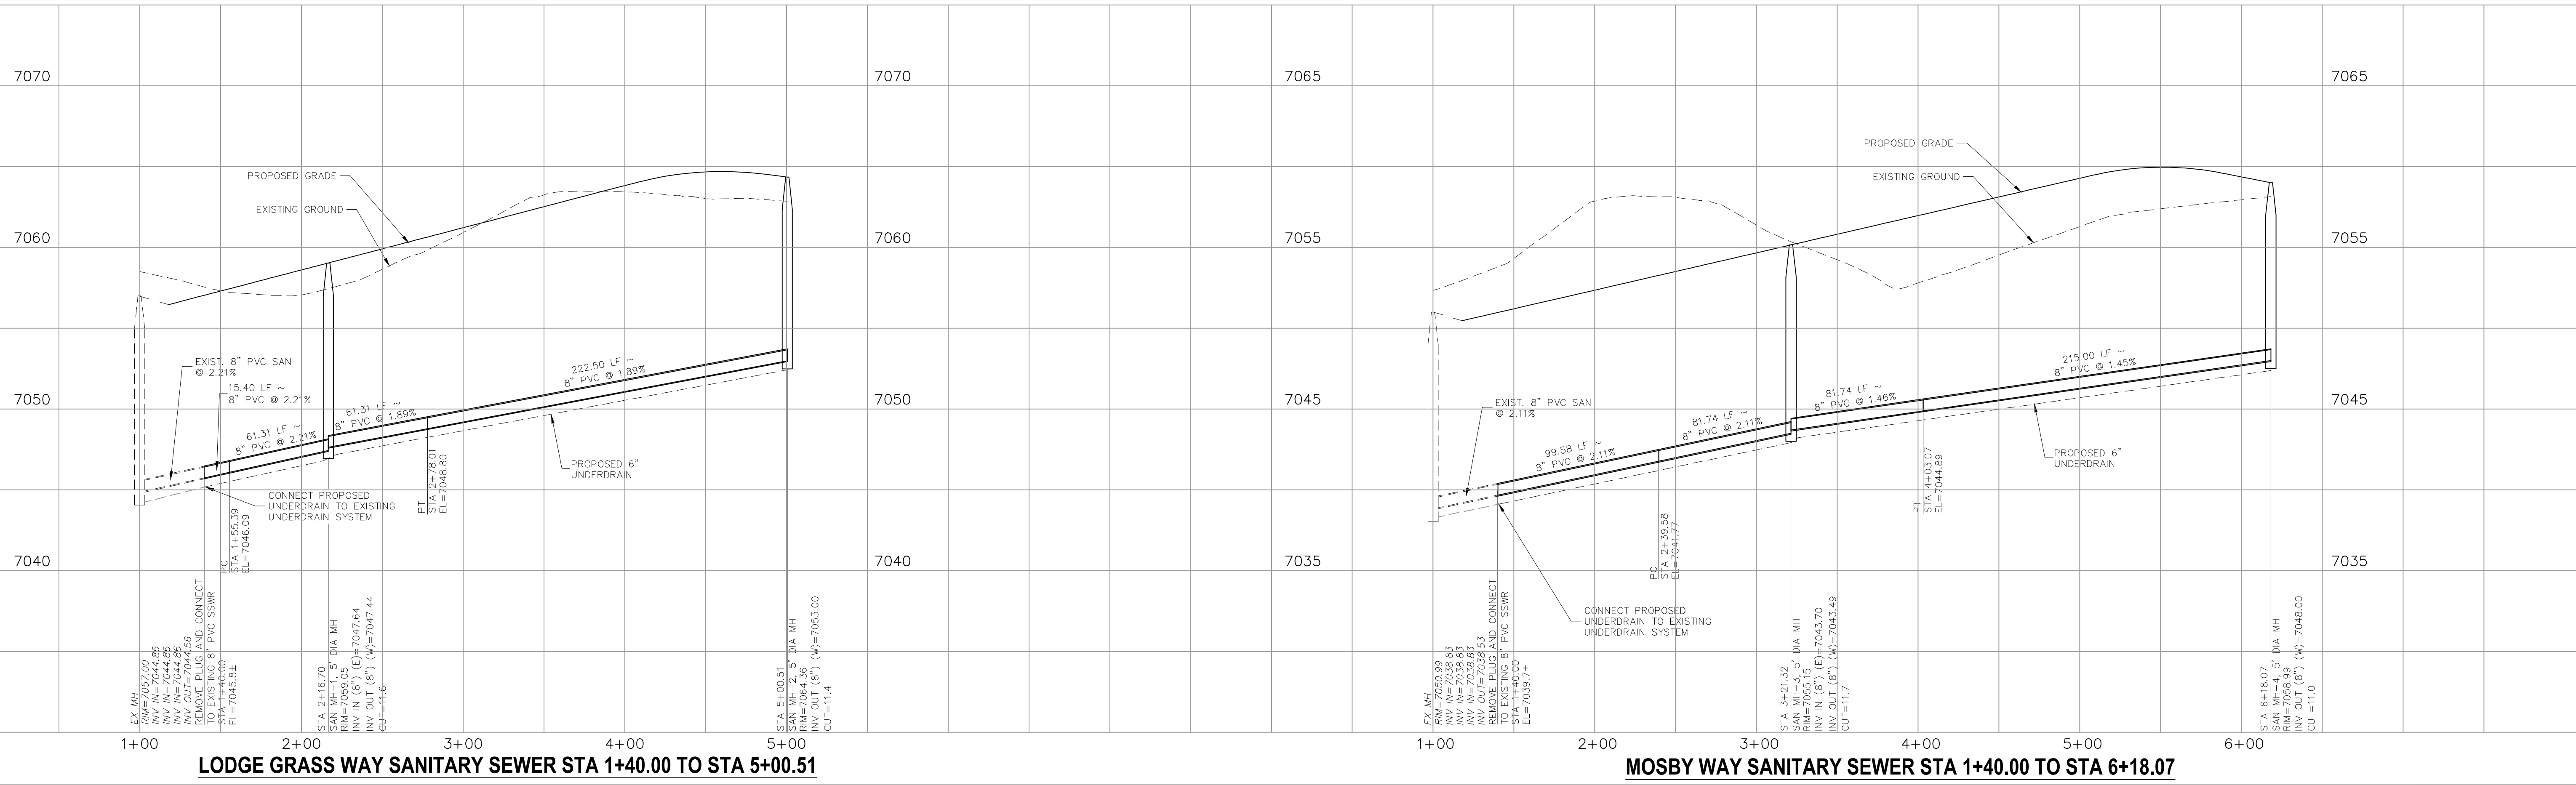 7070
7060
7050
7040
PROPOSED GRADE
EXISTING GROUND
EXIST. 8" PVC SAN
@ 2.21%
15.40 LF ~
8" PVC @ 2.21%
61.31 LF ~
8" PVC @ 2.21%
61.31 LF ~
8" PVC @ 1.89%
222.50 LF ~
8" PVC @ 1.89%
PROPOSED 6"
UNDERDRAIN
CONNECT PROPOSED
UNDERDRAIN TO EXISTING
UNDERDRAIN SYSTEM
PC
STA 1+55.39
EL=7046.09
PT
STA 2+78.01
EL=7048.80
EX MH
RIM=7057.00
INV IN=7044.86
INV IN=7044.86
INV IN=7044.86
INV OUT=7044.56
REMOVE PLUG AND CONNECT
TO EXISTING 8" PVC SSWR
STA 1+40.00
EL=7045.8±
STA 2+16.70
SAN MH-1, 5' DIA MH
RIM=7059.05
INV IN (8") (E)=7047.64
INV OUT (8") (W)=7047.44
CUT=11.6
STA 5+00.51
SAN MH-2, 5' DIA MH
RIM=7064.36
INV OUT (8") (W)=7053.00
CUT=11.4
7070
7060
7050
7040
1+00
2+00
3+00
4+00
5+00
LODGE GRASS WAY SANITARY SEWER STA 1+40.00 TO STA 5+00.51
7065
7055
7045
7035
PROPOSED GRADE
EXISTING GROUND
EXIST. 8" PVC SAN
@ 2.11%
99.58 LF ~
8" PVC @ 2.11%
81.74 LF ~
8" PVC @ 2.11%
81.74 LF ~
8" PVC @ 1.46%
215.00 LF ~
8" PVC @ 1.45%
PROPOSED 6"
UNDERDRAIN
CONNECT PROPOSED
UNDERDRAIN TO EXISTING
UNDERDRAIN SYSTEM
PC
STA 2+39.58
EL=7041.77
PT
STA 4+03.07
EL=7044.89
EX MH
RIM=7050.99
INV IN=7038.83
INV IN=7038.83
INV IN=7038.83
INV OUT=7038.53
REMOVE PLUG AND CONNECT
TO EXISTING 8" PVC SSWR
STA 1+40.00
EL=7039.7±
STA 3+21.32
SAN MH-3, 5' DIA MH
RIM=7055.15
INV IN (8") (E)=7043.70
INV OUT (8") (W)=7043.49
CUT=11.7
STA 6+18.07
SAN MH-4, 5' DIA MH
RIM=7058.99
INV OUT (8") (W)=7048.00
CUT=11.0
7065
7055
7045
7035
1+00
2+00
3+00
4+00
5+00
6+00
MOSBY WAY SANITARY SEWER STA 1+40.00 TO STA 6+18.07